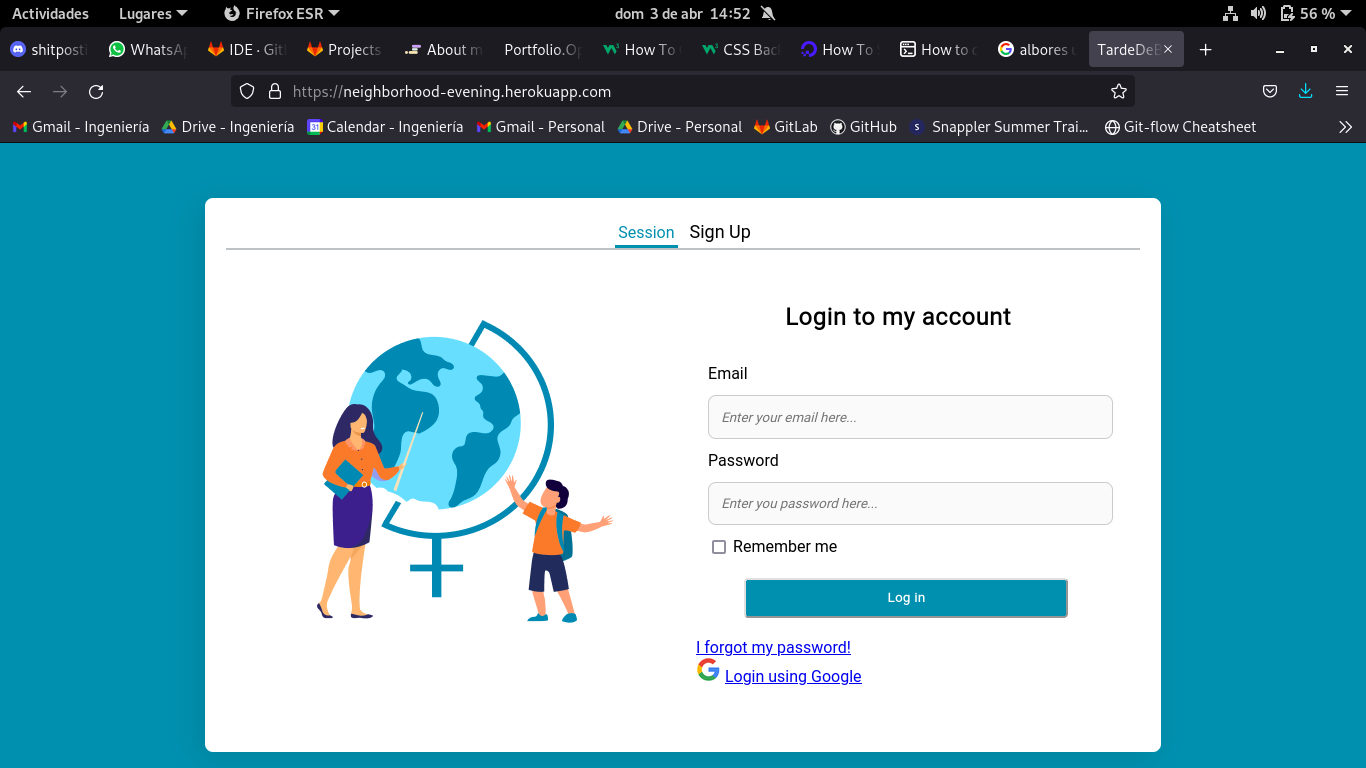 Actividades Lugares Firefox ESR dom 3 de abr 14:52 56 %
shitposti WhatsAp IDE · Git Projects About m Portfolio.Op How To CSS Bac How To How to c albores u TardeDeB
https://neighborhood-evening.herokuapp.com
Gmail - Ingeniería Drive - Ingeniería 31 Calendar - Ingeniería Gmail - Personal Drive - Personal GitLab GitHub S Snappler Summer Trai... Git-flow Cheatsheet
Session Sign Up
Login to my account
Email
Enter your email here...
Password
Enter you password here...
Remember me
Log in
I forgot my password!
Login using Google